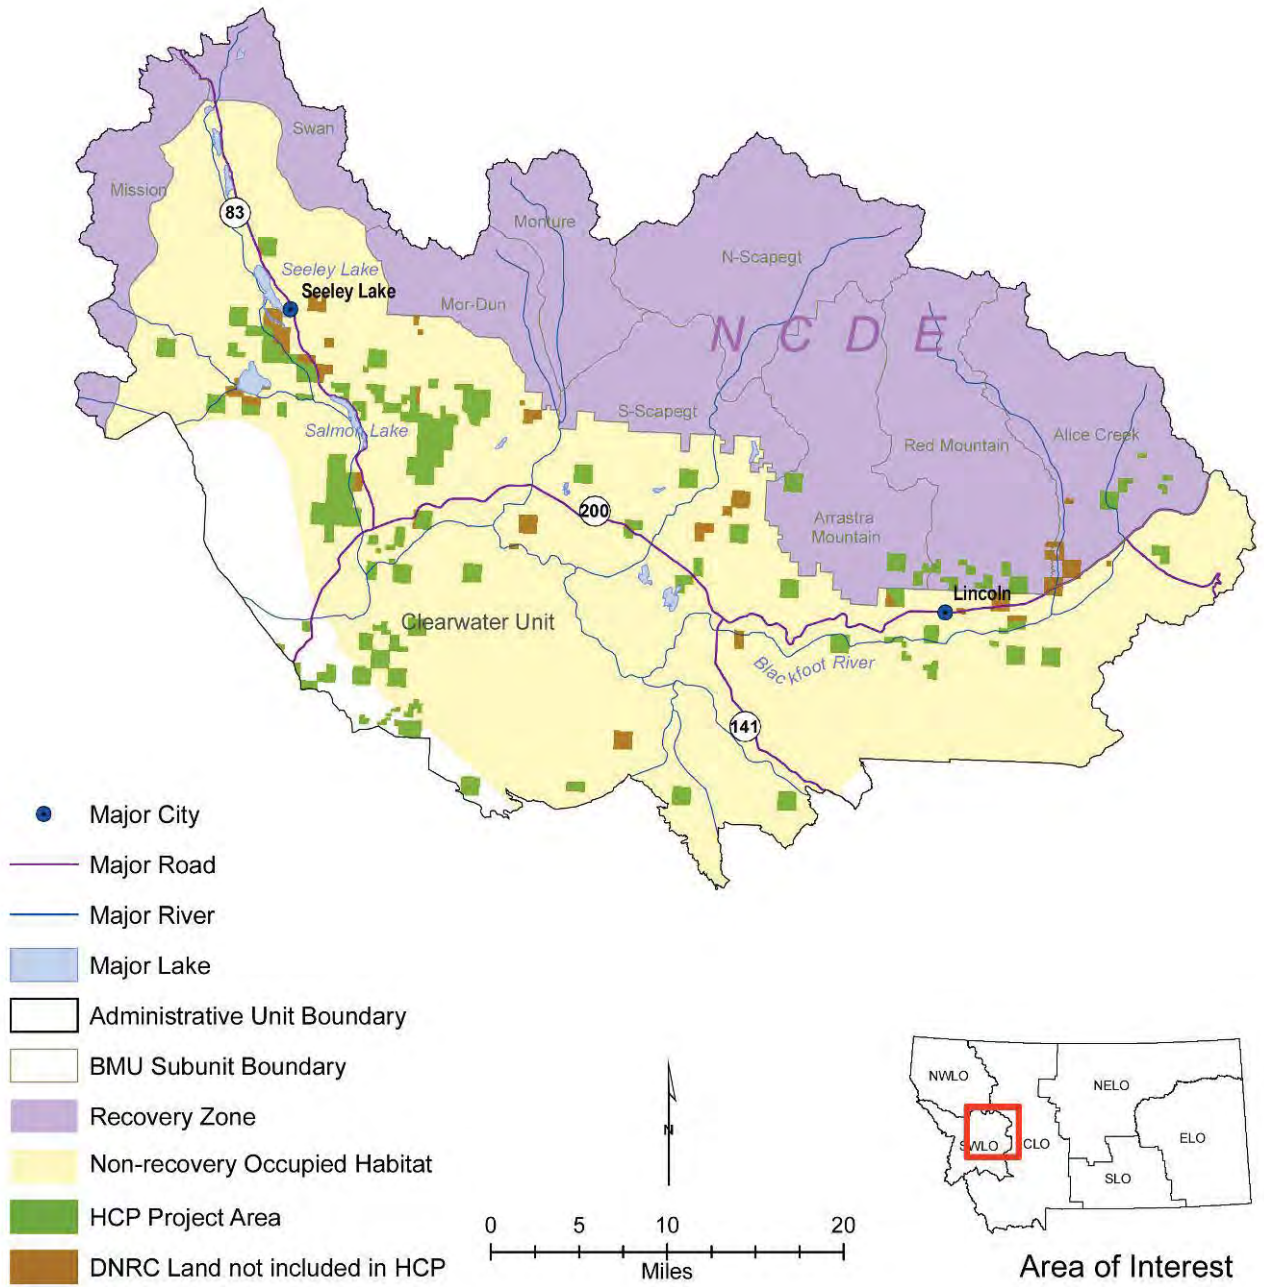 Swan
Mission
83
Monture
N-Scapegt
Seeley Lake
Seeley Lake
Mor-Dun
NCDE
S-Scapegt
Salmon Lake
Red Mountain
Alice Creek
200
Arrastra
Mountain
Lincoln
Clearwater Unit
Blackfoot River
141
Major City
Major Road
Major River
Major Lake
Administrative Unit Boundary
BMU Subunit Boundary
Recovery Zone
Non-recovery Occupied Habitat
HCP Project Area
DNRC Land not included in HCP
N
0 5 10 20
Miles
NWLO
NELO
SWLO
CLO
ELO
SLO
Area of Interest